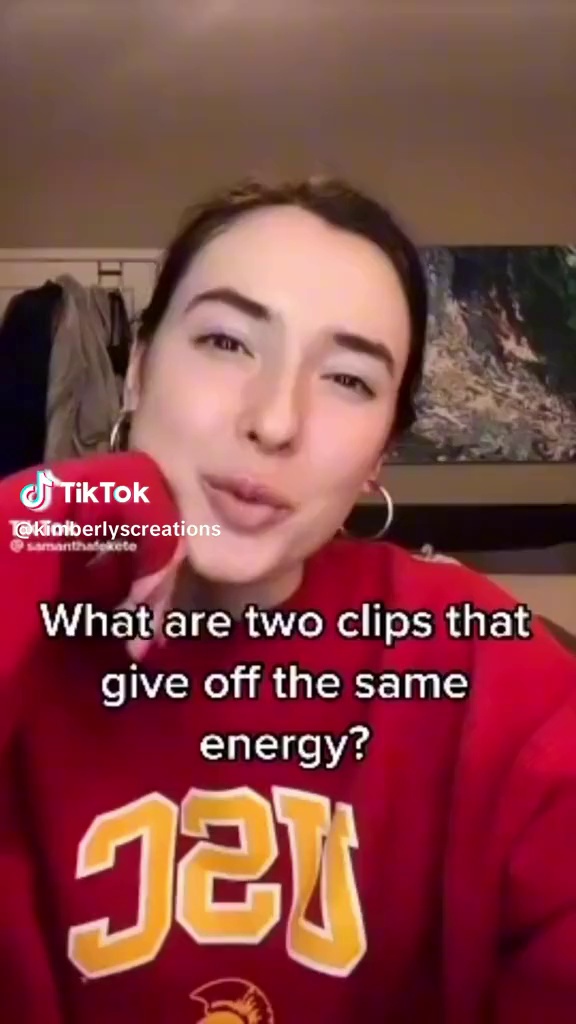 TikTok
@kimberlyscreations
@ samanthafekete
What are two clips that
give off the same
energy?
USC